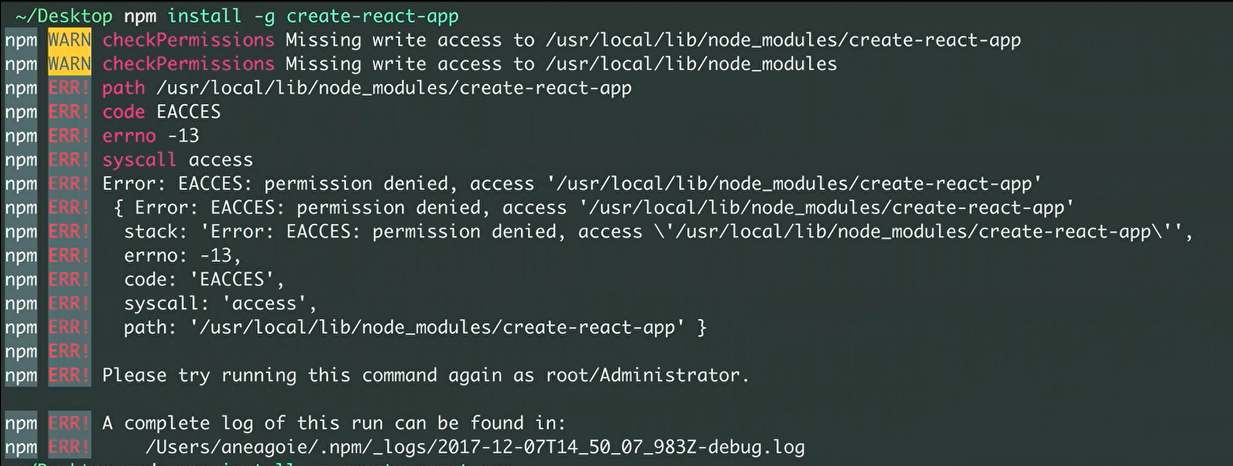 ~/Desktop npm install -g create-react-app
npm WARN checkPermissions Missing write access to /usr/local/lib/node_modules/create-react-app
npm WARN checkPermissions Missing write access to /usr/local/lib/node_modules
npm ERR! path /usr/local/lib/node_modules/create-react-app
npm ERR! code EACCES
npm ERR! errno -13
npm ERR! syscall access
npm ERR! Error: EACCES: permission denied, access '/usr/local/lib/node_modules/create-react-app'
npm ERR!  { Error: EACCES: permission denied, access '/usr/local/lib/node_modules/create-react-app'
npm ERR!   stack: 'Error: EACCES: permission denied, access \'/usr/local/lib/node_modules/create-react-app\'',
npm ERR!   errno: -13,
npm ERR!   code: 'EACCES',
npm ERR!   syscall: 'access',
npm ERR!   path: '/usr/local/lib/node_modules/create-react-app' }
npm ERR!
npm ERR! Please try running this command again as root/Administrator.
npm ERR! A complete log of this run can be found in:
npm ERR!     /Users/aneagoie/.npm/_logs/2017-12-07T14_50_07_983Z-debug.log